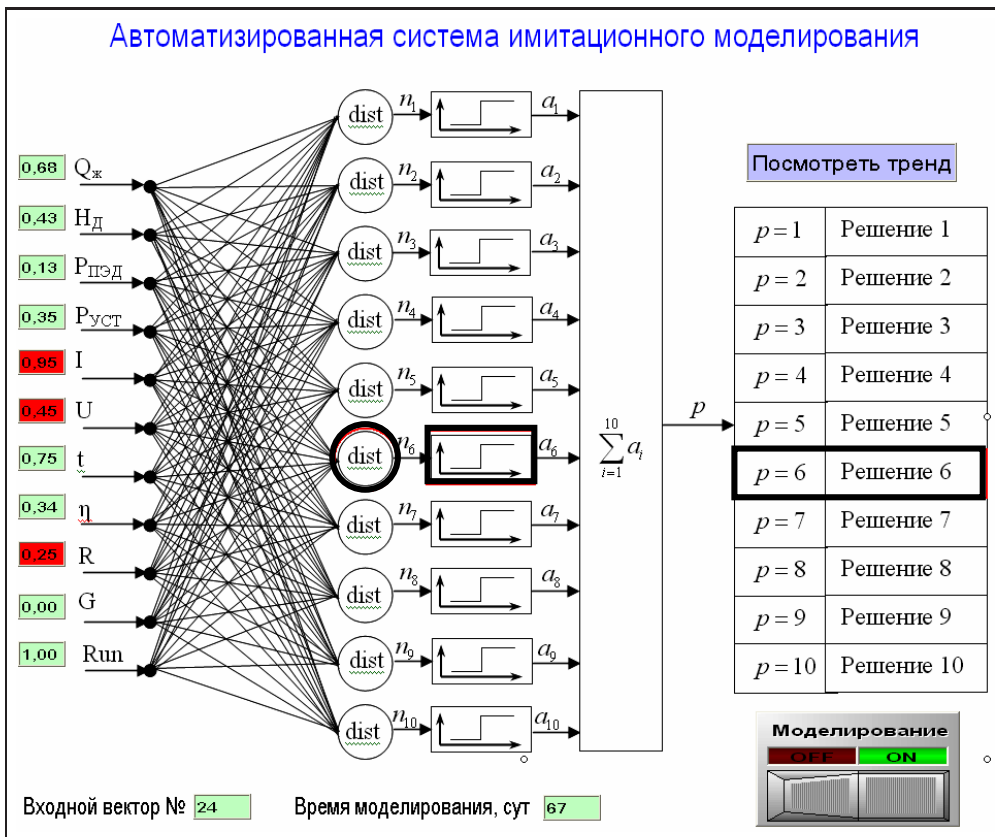 Автоматизированная система имитационного моделирования
0,68 Qж
0,43 НД
0,13 РПЭД
0,35 РУСТ
0,95 I
0,45 U
0,75 t
0,34 η
0,25 R
0,00 G
1,00 Run
dist n1 a1
dist n2 a2
dist n3 a3
dist n4 a4
dist n5 a5
dist n6 a6
dist n7 a7
dist n8 a8
dist n9 a9
dist n10 a10
10
∑ ai
i=1
p
Посмотреть тренд
p = 1 Решение 1
p = 2 Решение 2
p = 3 Решение 3
p = 4 Решение 4
p = 5 Решение 5
p = 6 Решение 6
p = 7 Решение 7
p = 8 Решение 8
p = 9 Решение 9
p = 10 Решение 10
Моделирование
OFF ON
Входной вектор № 24 Время моделирования, сут 67